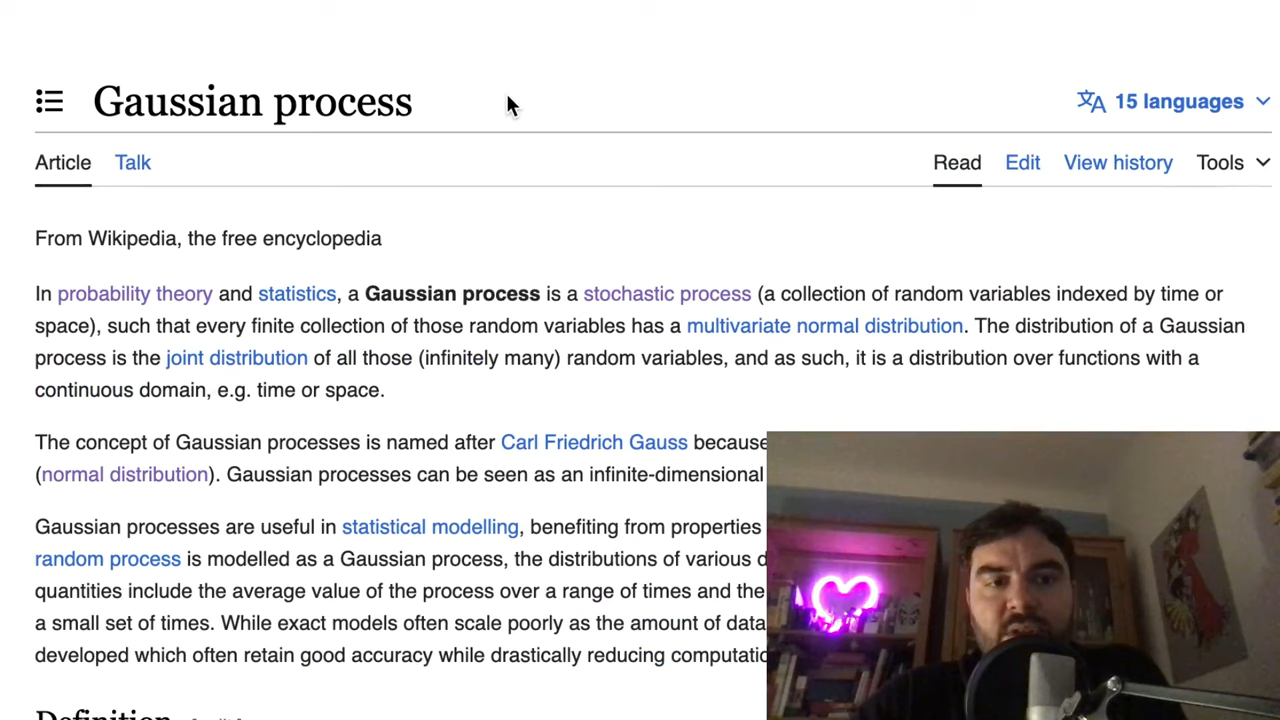 Gaussian process
15 languages
Article Talk Read Edit View history Tools
From Wikipedia, the free encyclopedia
In probability theory and statistics, a Gaussian process is a stochastic process (a collection of random variables indexed by time or
space), such that every finite collection of those random variables has a multivariate normal distribution. The distribution of a Gaussian
process is the joint distribution of all those (infinitely many) random variables, and as such, it is a distribution over functions with a
continuous domain, e.g. time or space.
The concept of Gaussian processes is named after Carl Friedrich Gauss because
(normal distribution). Gaussian processes can be seen as an infinite-dimensional
Gaussian processes are useful in statistical modelling, benefiting from properties
random process is modelled as a Gaussian process, the distributions of various
quantities include the average value of the process over a range of times and the
a small set of times. While exact models often scale poorly as the amount of data
developed which often retain good accuracy while drastically reducing
Definition